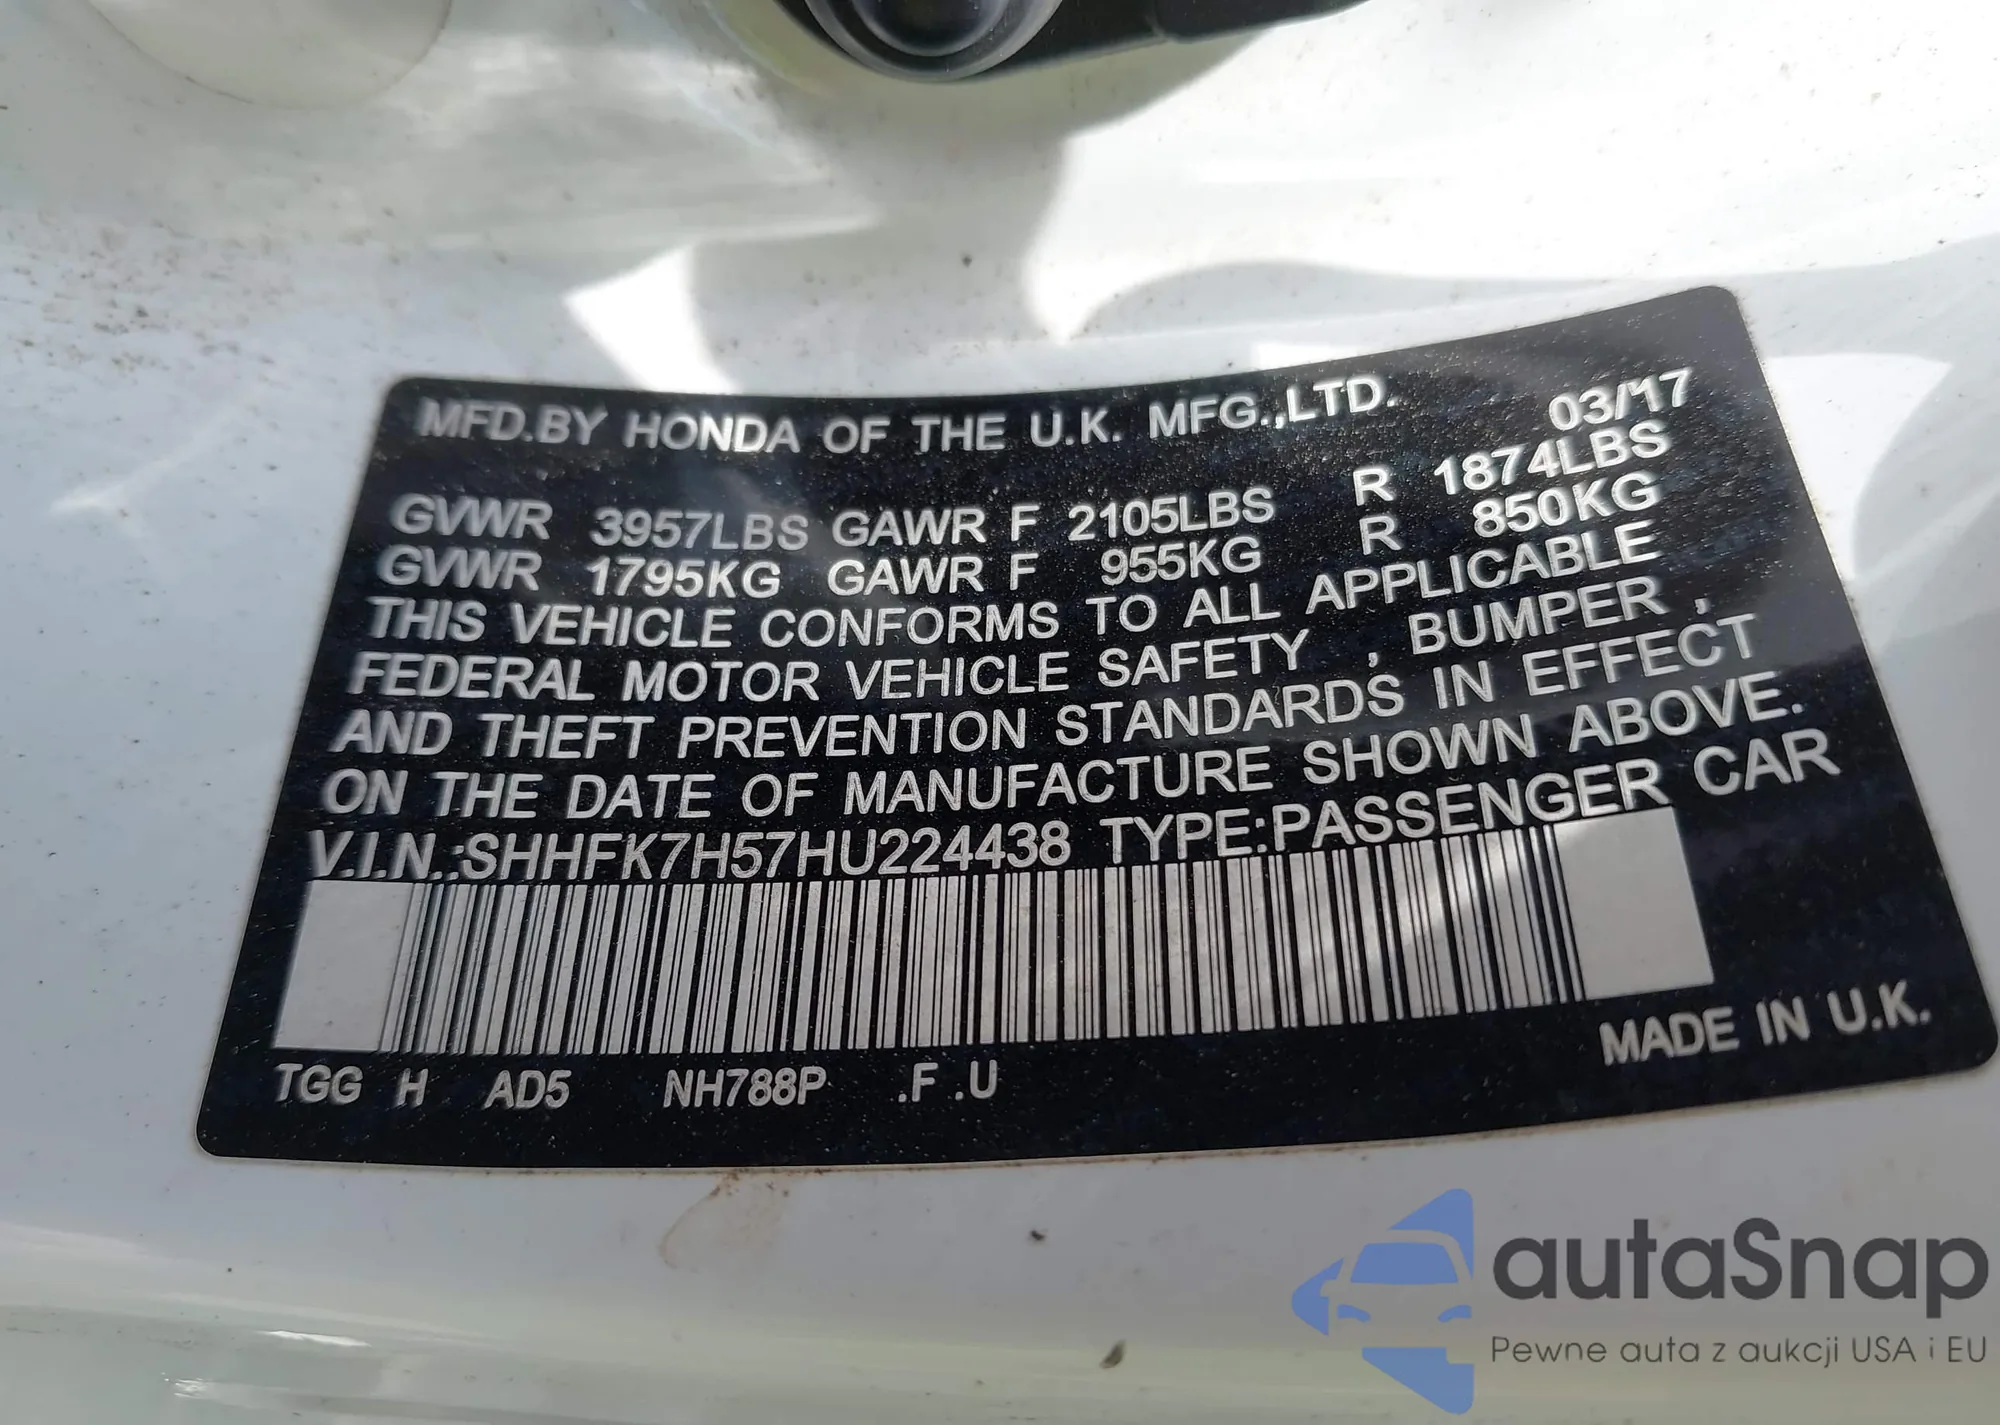 MFD.BY HONDA OF THE U.K. MFG.,LTD. 03/17
GVWR 3957LBS GAWR F 2105LBS R 1874LBS
GVWR 1795KG GAWR F 955KG R 850KG
THIS VEHICLE CONFORMS TO ALL APPLICABLE
FEDERAL MOTOR VEHICLE SAFETY , BUMPER ,
AND THEFT PREVENTION STANDARDS IN EFFECT
ON THE DATE OF MANUFACTURE SHOWN ABOVE.
V.I.N.:SHHFK7H57HU224438 TYPE:PASSENGER CAR
TGG H AD5 NH788P .F .U MADE IN U.K.
autaSnap
Pewne auta z aukcji USA i EU